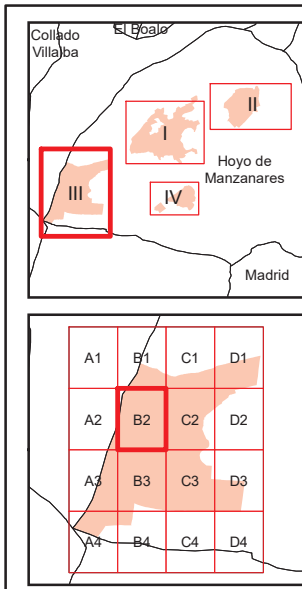 Collado
Villalba
El Boalo
I
II
Hoyo de
Manzanares
III
IV
Madrid
A1 B1 C1 D1
A2 B2 C2 D2
A3 B3 C3 D3
A4 B4 C4 D4